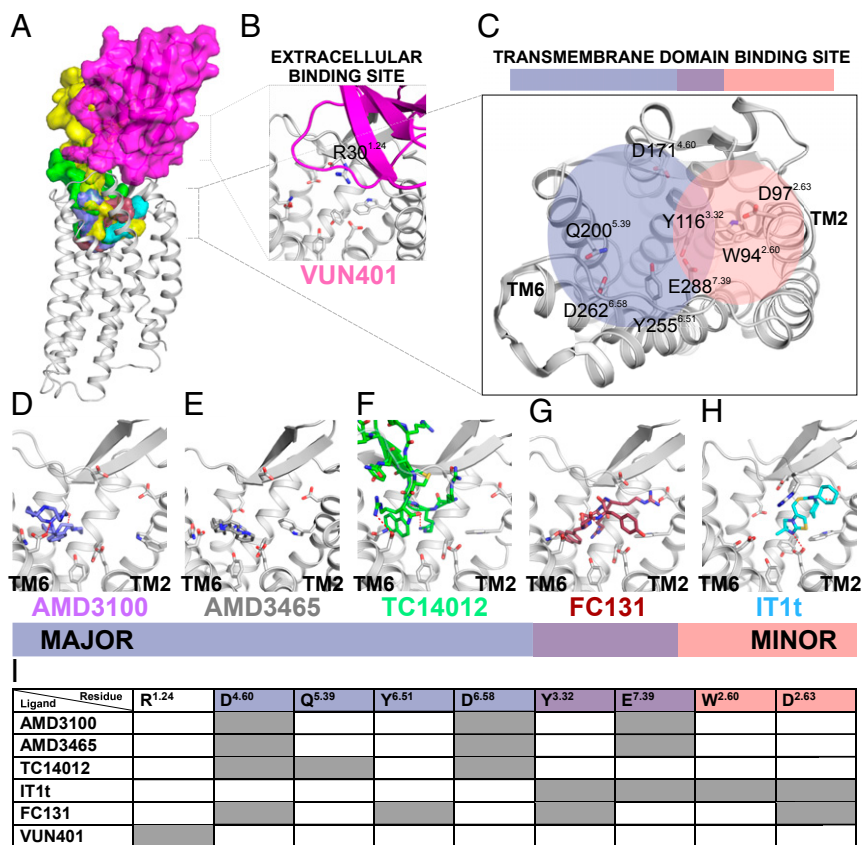 A
B
EXTRACELLULAR
BINDING SITE
R30^1.24
VUN401
C
TRANSMEMBRANE DOMAIN BINDING SITE
D171^4.60
D97^2.63
Q200^5.39
Y116^3.32
TM2
W94^2.60
E288^7.39
TM6
D262^6.58
Y255^6.51
D
TM6
AMD3100
E
TM2
AMD3465
F
TC14012
G
TM6
TM2
FC131
H
TM6
TM2
IT1t
MAJOR
MINOR
I
Ligand Residue R^1.24 D^4.60 Q^5.39 Y^6.51 D^6.58 Y^3.32 E^7.39 W^2.60 D^2.63
AMD3100
AMD3465
TC14012
IT1t
FC131
VUN401